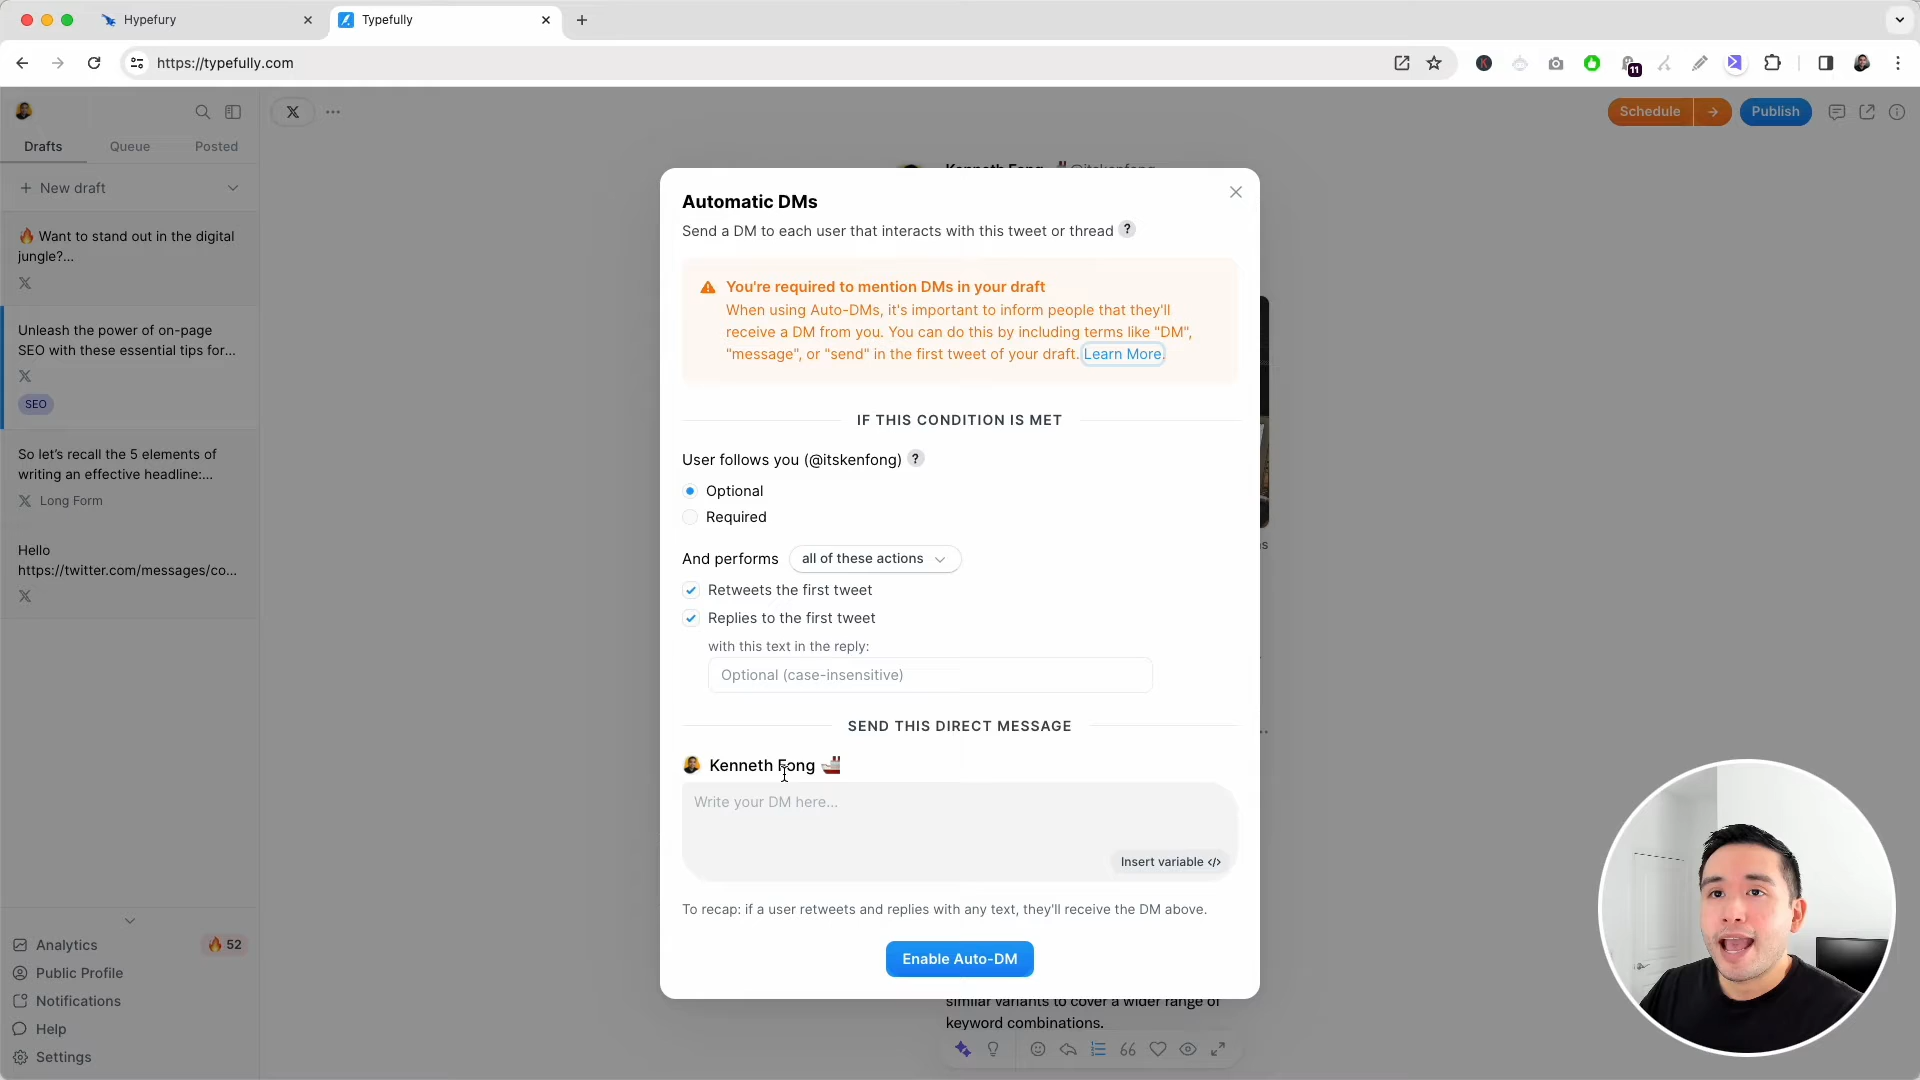 Hypefury
Typefully
https://typefully.com
11
Drafts
Queue
Posted
Schedule
Publish
New draft
🔥 Want to stand out in the digital
jungle?...
Unleash the power of on-page
SEO with these essential tips for...
SEO
So let's recall the 5 elements of
writing an effective headline:...
Long Form
Hello
https://twitter.com/messages/co...
Analytics
🔥 52
Public Profile
Notifications
Help
Settings
Automatic DMs
Send a DM to each user that interacts with this tweet or thread ?
You're required to mention DMs in your draft
When using Auto-DMs, it's important to inform people that they'll
receive a DM from you. You can do this by including terms like "DM",
"message", or "send" in the first tweet of your draft. Learn More.
IF THIS CONDITION IS MET
User follows you (@itskenfong) ?
Optional
Required
And performs all of these actions
Retweets the first tweet
Replies to the first tweet
with this text in the reply:
Optional (case-insensitive)
SEND THIS DIRECT MESSAGE
Kenneth Fong
Write your DM here...
Insert variable </>
To recap: if a user retweets and replies with any text, they'll receive the DM above.
Enable Auto-DM
similar variants to cover a wider range of
keyword combinations.